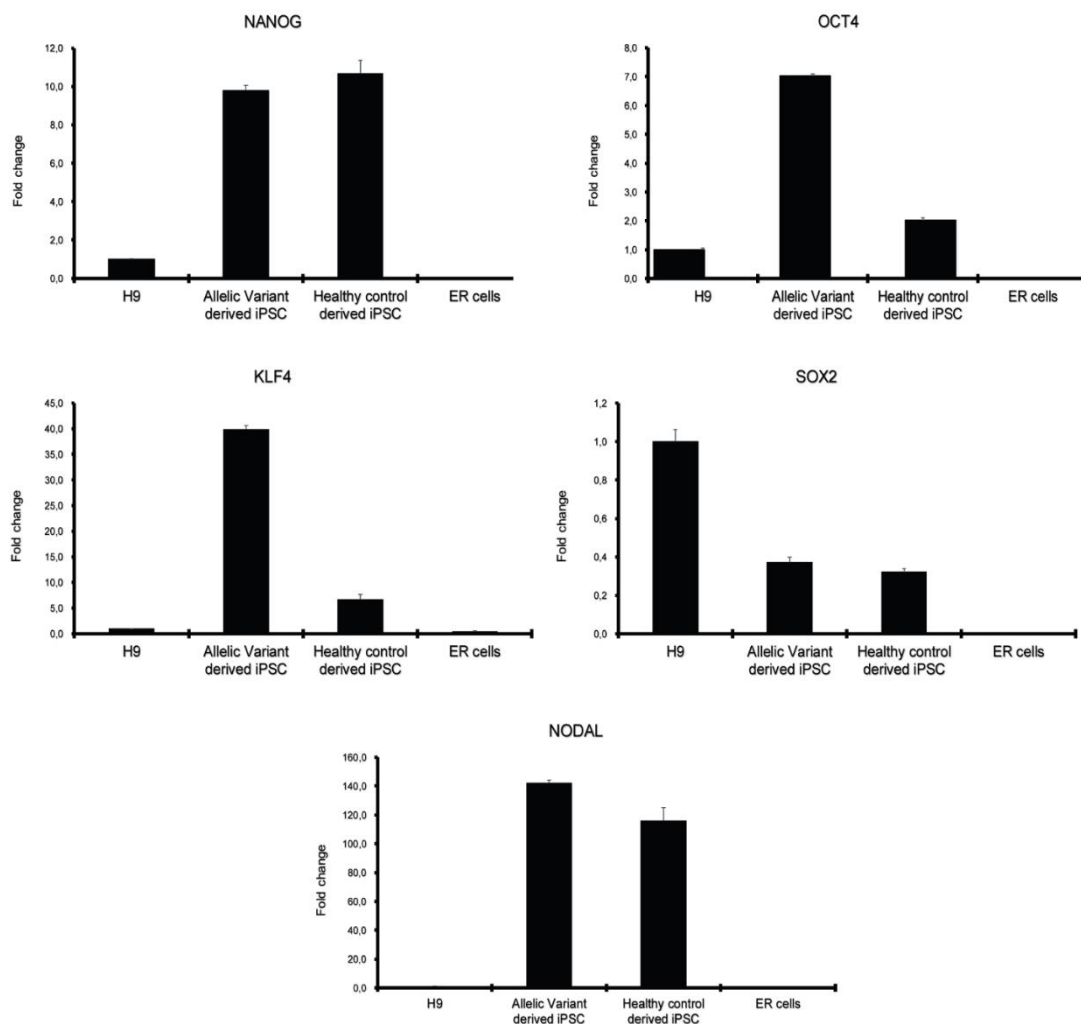 NANOG
Fold change
12,0
10,0
8,0
6,0
4,0
2,0
0,0
H9
Allelic Variant
derived iPSC
Healthy control
derived iPSC
ER cells
OCT4
Fold change
8,0
7,0
6,0
5,0
4,0
3,0
2,0
1,0
0,0
H9
Allelic Variant
derived iPSC
Healthy control
derived iPSC
ER cells
KLF4
Fold change
45,0
40,0
35,0
30,0
25,0
20,0
15,0
10,0
5,0
0,0
H9
Allelic Variant
derived iPSC
Healthy control
derived iPSC
ER cells
SOX2
Fold change
1,2
1,0
0,8
0,6
0,4
0,2
0,0
H9
Allelic Variant
derived iPSC
Healthy control
derived iPSC
ER cells
NODAL
Fold change
160,0
140,0
120,0
100,0
80,0
60,0
40,0
20,0
0,0
H9
Allelic Variant
derived iPSC
Healthy control
derived iPSC
ER cells